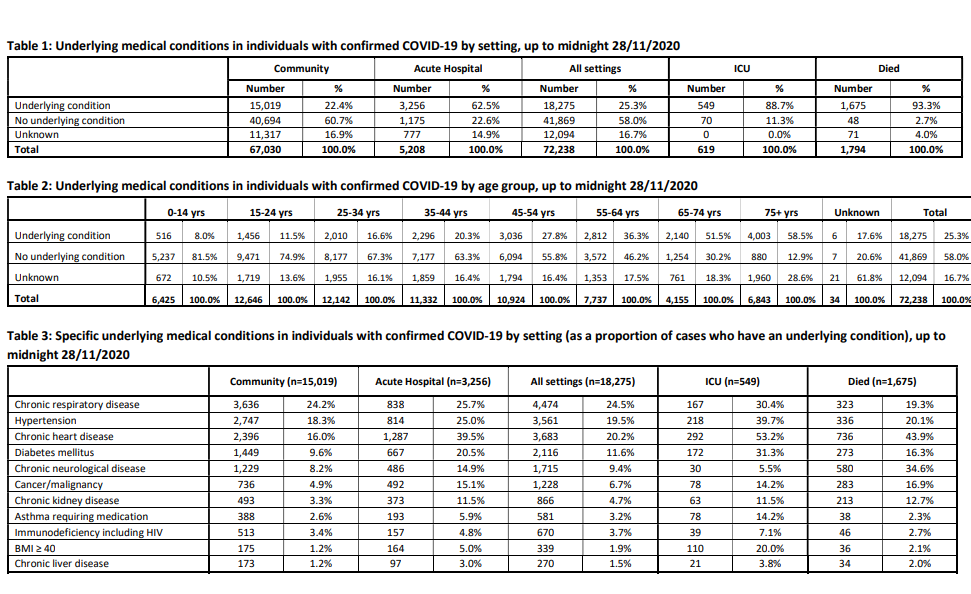 Table 1: Underlying medical conditions in individuals with confirmed COVID-19 by setting, up to midnight 28/11/2020
Community Acute Hospital All settings ICU Died
Number % Number % Number % Number % Number %
Underlying condition 15,019 22.4% 3,256 62.5% 18,275 25.3% 549 88.7% 1,675 93.3%
No underlying condition 40,694 60.7% 1,175 22.6% 41,869 58.0% 70 11.3% 48 2.7%
Unknown 11,317 16.9% 777 14.9% 12,094 16.7% 0 0.0% 71 4.0%
Total 67,030 100.0% 5,208 100.0% 72,238 100.0% 619 100.0% 1,794 100.0%
Table 2: Underlying medical conditions in individuals with confirmed COVID-19 by age group, up to midnight 28/11/2020
0-14 yrs 15-24 yrs 25-34 yrs 35-44 yrs 45-54 yrs 55-64 yrs 65-74 yrs 75+ yrs Unknown Total
Underlying condition 516 8.0% 1,456 11.5% 2,010 16.6% 2,296 20.3% 3,036 27.8% 2,812 36.3% 2,140 51.5% 4,003 58.5% 6 17.6% 18,275 25.3%
No underlying condition 5,237 81.5% 9,471 74.9% 8,177 67.3% 7,177 63.3% 6,094 55.8% 3,572 46.2% 1,254 30.2% 880 12.9% 7 20.6% 41,869 58.0%
Unknown 672 10.5% 1,719 13.6% 1,955 16.1% 1,859 16.4% 1,794 16.4% 1,353 17.5% 761 18.3% 1,960 28.6% 21 61.8% 12,094 16.7%
Total 6,425 100.0% 12,646 100.0% 12,142 100.0% 11,332 100.0% 10,924 100.0% 7,737 100.0% 4,155 100.0% 6,843 100.0% 34 100.0% 72,238 100.0%
Table 3: Specific underlying medical conditions in individuals with confirmed COVID-19 by setting (as a proportion of cases who have an underlying condition), up to
midnight 28/11/2020
Community (n=15,019) Acute Hospital (n=3,256) All settings (n=18,275) ICU (n=549) Died (n=1,675)
Chronic respiratory disease 3,636 24.2% 838 25.7% 4,474 24.5% 167 30.4% 323 19.3%
Hypertension 2,747 18.3% 814 25.0% 3,561 19.5% 218 39.7% 336 20.1%
Chronic heart disease 2,396 16.0% 1,287 39.5% 3,683 20.2% 292 53.2% 736 43.9%
Diabetes mellitus 1,449 9.6% 667 20.5% 2,116 11.6% 172 31.3% 273 16.3%
Chronic neurological disease 1,229 8.2% 486 14.9% 1,715 9.4% 30 5.5% 580 34.6%
Cancer/malignancy 736 4.9% 492 15.1% 1,228 6.7% 78 14.2% 283 16.9%
Chronic kidney disease 493 3.3% 373 11.5% 866 4.7% 63 11.5% 213 12.7%
Asthma requiring medication 388 2.6% 193 5.9% 581 3.2% 78 14.2% 38 2.3%
Immunodeficiency including HIV 513 3.4% 157 4.8% 670 3.7% 39 7.1% 46 2.7%
BMI ≥ 40 175 1.2% 164 5.0% 339 1.9% 110 20.0% 36 2.1%
Chronic liver disease 173 1.2% 97 3.0% 270 1.5% 21 3.8% 34 2.0%